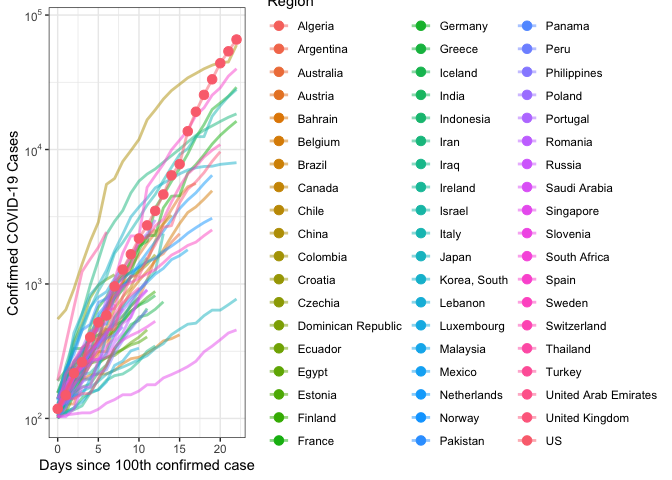 Region
10^5
10^4
10^3
10^2
Confirmed COVID-19 Cases
0 5 10 15 20
Days since 100th confirmed case
Algeria
Argentina
Australia
Austria
Bahrain
Belgium
Brazil
Canada
Chile
China
Colombia
Croatia
Czechia
Dominican Republic
Ecuador
Egypt
Estonia
Finland
France
Germany
Greece
Iceland
India
Indonesia
Iran
Iraq
Ireland
Israel
Italy
Japan
Korea, South
Lebanon
Luxembourg
Malaysia
Mexico
Netherlands
Norway
Pakistan
Panama
Peru
Philippines
Poland
Portugal
Romania
Russia
Saudi Arabia
Singapore
Slovenia
South Africa
Spain
Sweden
Switzerland
Thailand
Turkey
United Arab Emirates
United Kingdom
US